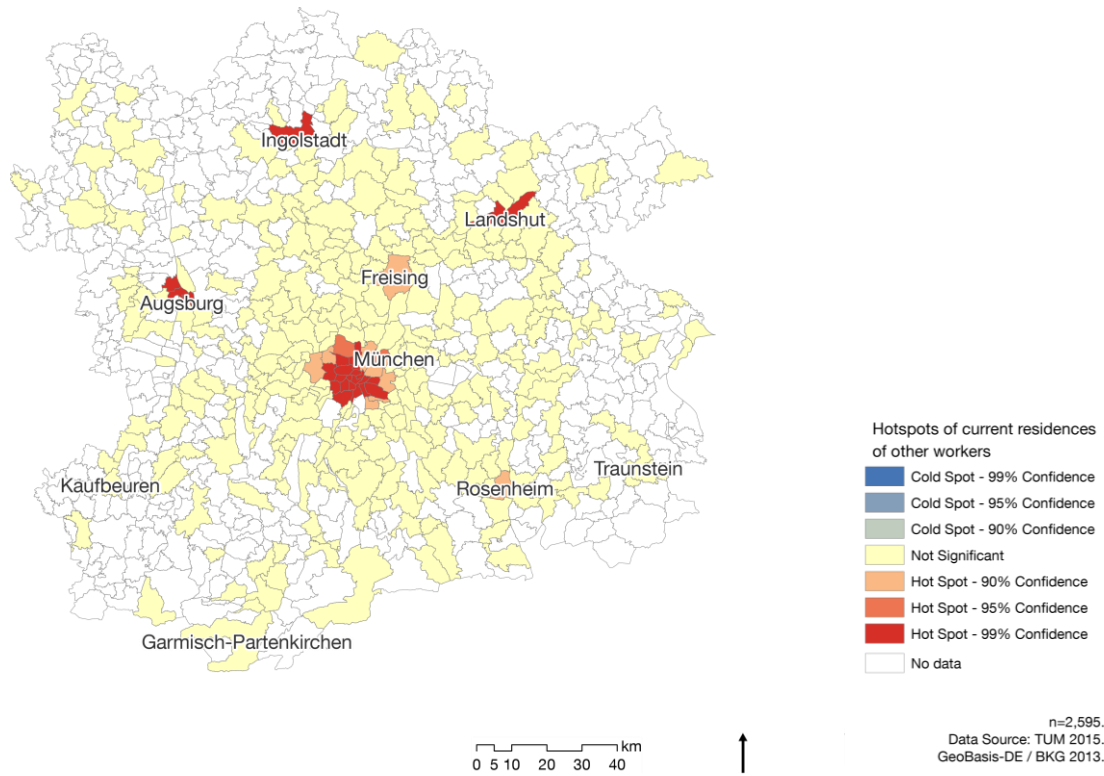 Ingolstadt
Landshut
Freising
Augsburg
München
Kaufbeuren
Rosenheim
Traunstein
Garmisch-Partenkirchen
Hotspots of current residences
of other workers
Cold Spot - 99% Confidence
Cold Spot - 95% Confidence
Cold Spot - 90% Confidence
Not Significant
Hot Spot - 90% Confidence
Hot Spot - 95% Confidence
Hot Spot - 99% Confidence
No data
km
0 5 10 20 30 40
n=2,595.
Data Source: TUM 2015.
GeoBasis-DE / BKG 2013.